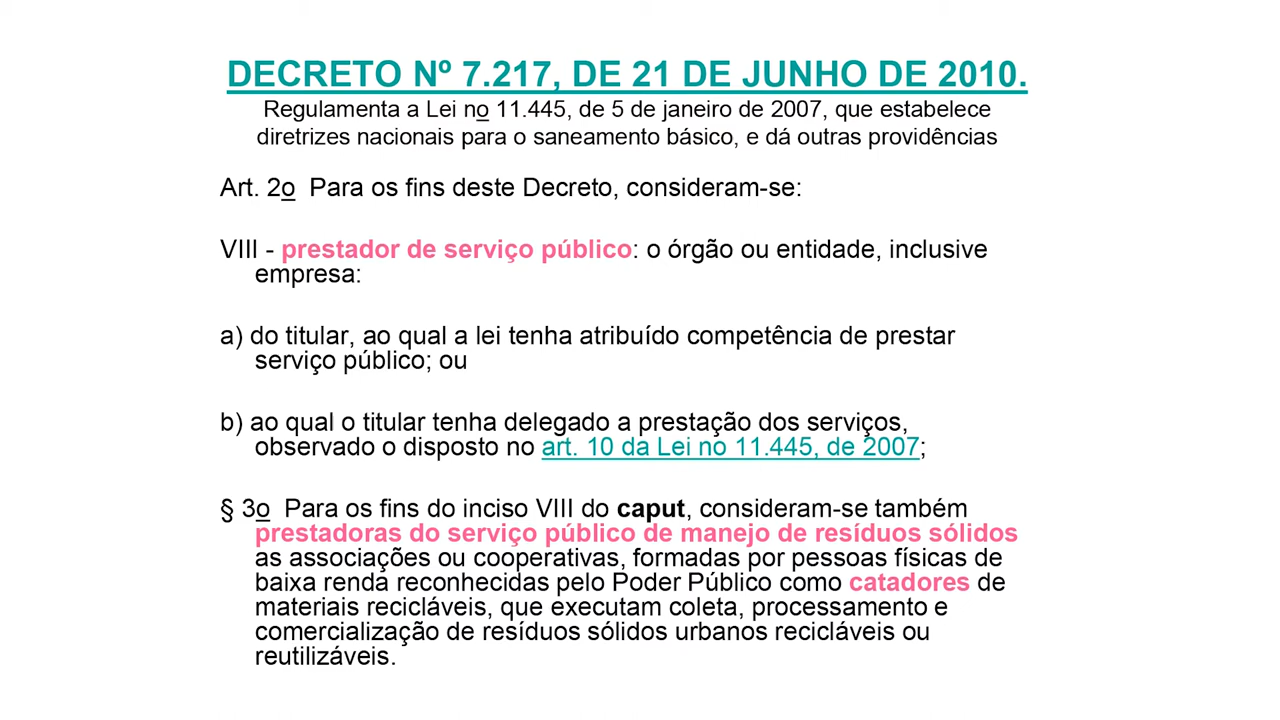 DECRETO Nº 7.217, DE 21 DE JUNHO DE 2010.
Regulamenta a Lei no 11.445, de 5 de janeiro de 2007, que estabelece
diretrizes nacionais para o saneamento básico, e dá outras providências
Art. 2o  Para os fins deste Decreto, consideram-se:
VIII - prestador de serviço público: o órgão ou entidade, inclusive
empresa:
a) do titular, ao qual a lei tenha atribuído competência de prestar
serviço público; ou
b) ao qual o titular tenha delegado a prestação dos serviços,
observado o disposto no art. 10 da Lei no 11.445, de 2007;
§ 3o  Para os fins do inciso VIII do caput, consideram-se também
prestadoras do serviço público de manejo de resíduos sólidos
as associações ou cooperativas, formadas por pessoas físicas de
baixa renda reconhecidas pelo Poder Público como catadores de
materiais recicláveis, que executam coleta, processamento e
comercialização de resíduos sólidos urbanos recicláveis ou
reutilizáveis.